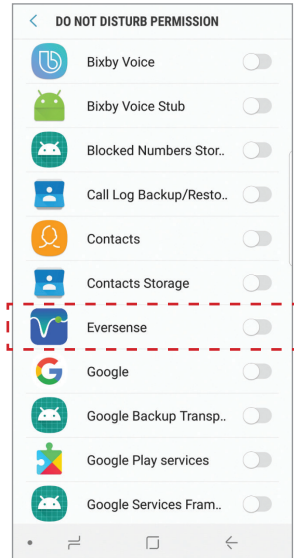 DO NOT DISTURB PERMISSION
Bixby Voice
Bixby Voice Stub
Blocked Numbers Stor..
Call Log Backup/Resto..
Contacts
Contacts Storage
Eversense
Google
Google Backup Transp..
Google Play services
Google Services Fram..